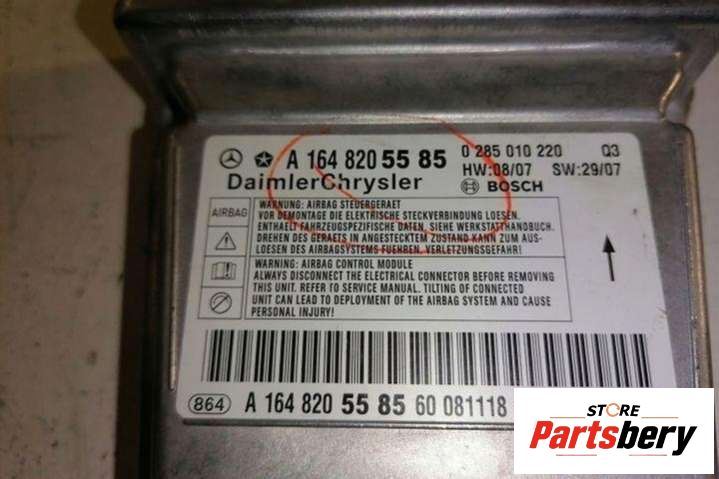 A 164 820 55 85 0 285 010 220 Q3
HW:08/07 SW:29/07
DaimlerChrysler BOSCH
AIRBAG
WARNUNG: AIRBAG STEUERGERAET
VOR DEMONTAGE DIE ELEKTRISCHE STECKVERBINDUNG LOESEN.
ENTHAELT FAHRZEUGSPEZIFISCHE DATEN, SIEHE WERKSTATTHANDBUCH.
DREHEN DES GERAETS IN ANGESTECKTEM ZUSTAND KANN ZUM AUS-
LOESEN DES AIRBAGSYSTEMS FUEHREN. VERLETZUNGSGEFAHR!
WARNING: AIRBAG CONTROL MODULE
ALWAYS DISCONNECT THE ELECTRICAL CONNECTOR BEFORE REMOVING
THIS UNIT. REFER TO SERVICE MANUAL. TILTING OF CONNECTED
UNIT CAN LEAD TO DEPLOYMENT OF THE AIRBAG SYSTEM AND CAUSE
PERSONAL INJURY!
864 A 164 820 55 85 60 081118
STORE
Partsbery